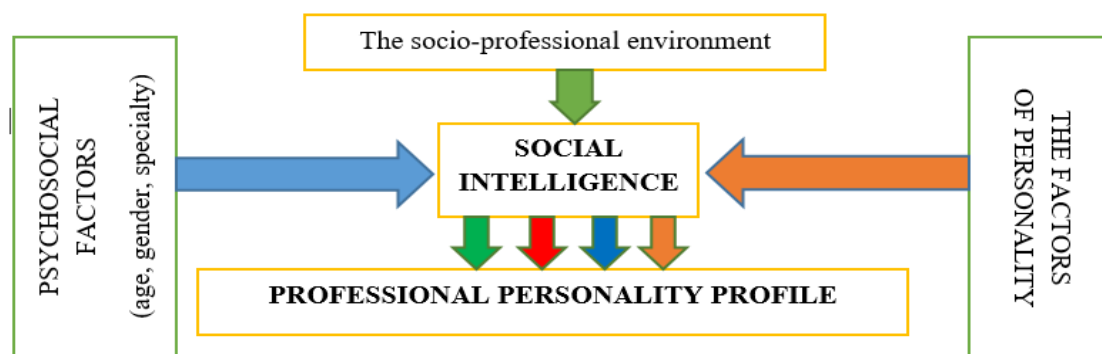 The socio-professional environment
PSYCHOSOCIAL
FACTORS
(age, gender, specialty)
SOCIAL
INTELLIGENCE
THE FACTORS
OF PERSONALITY
PROFESSIONAL PERSONALITY PROFILE